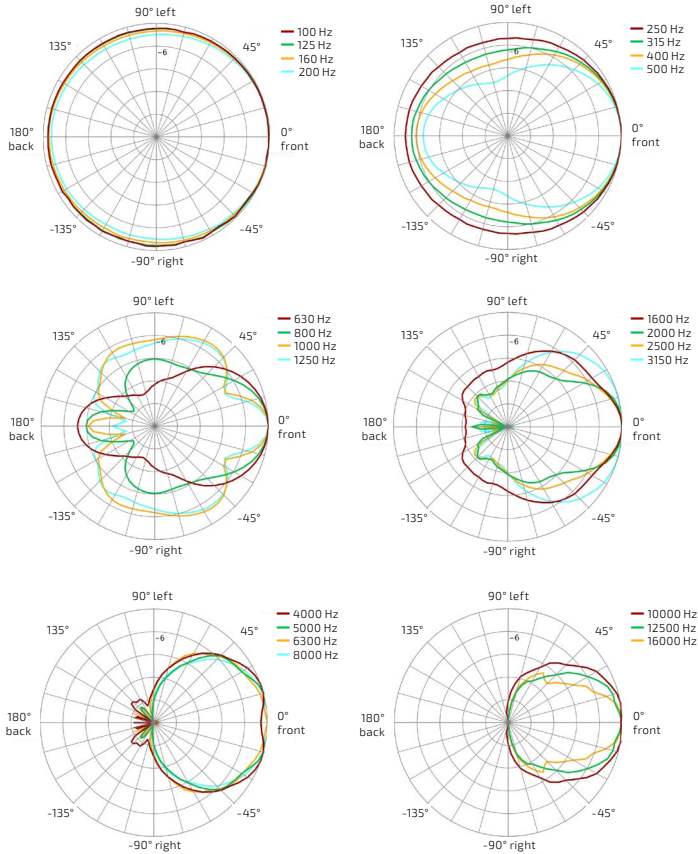 90° left
135°
45°
-6
100 Hz
125 Hz
160 Hz
200 Hz
180°
back
0°
front
-135°
-45°
-90° right
90° left
135°
45°
-6
250 Hz
315 Hz
400 Hz
500 Hz
180°
back
0°
front
-135°
-45°
-90° right
90° left
135°
45°
-6
630 Hz
800 Hz
1000 Hz
1250 Hz
180°
back
0°
front
-135°
-45°
-90° right
90° left
135°
45°
-6
1600 Hz
2000 Hz
2500 Hz
3150 Hz
180°
back
0°
front
-135°
-45°
-90° right
90° left
135°
45°
-6
4000 Hz
5000 Hz
6300 Hz
8000 Hz
180°
back
0°
front
-135°
-45°
-90° right
90° left
135°
45°
-6
10000 Hz
12500 Hz
16000 Hz
180°
back
0°
front
-135°
-45°
-90° right